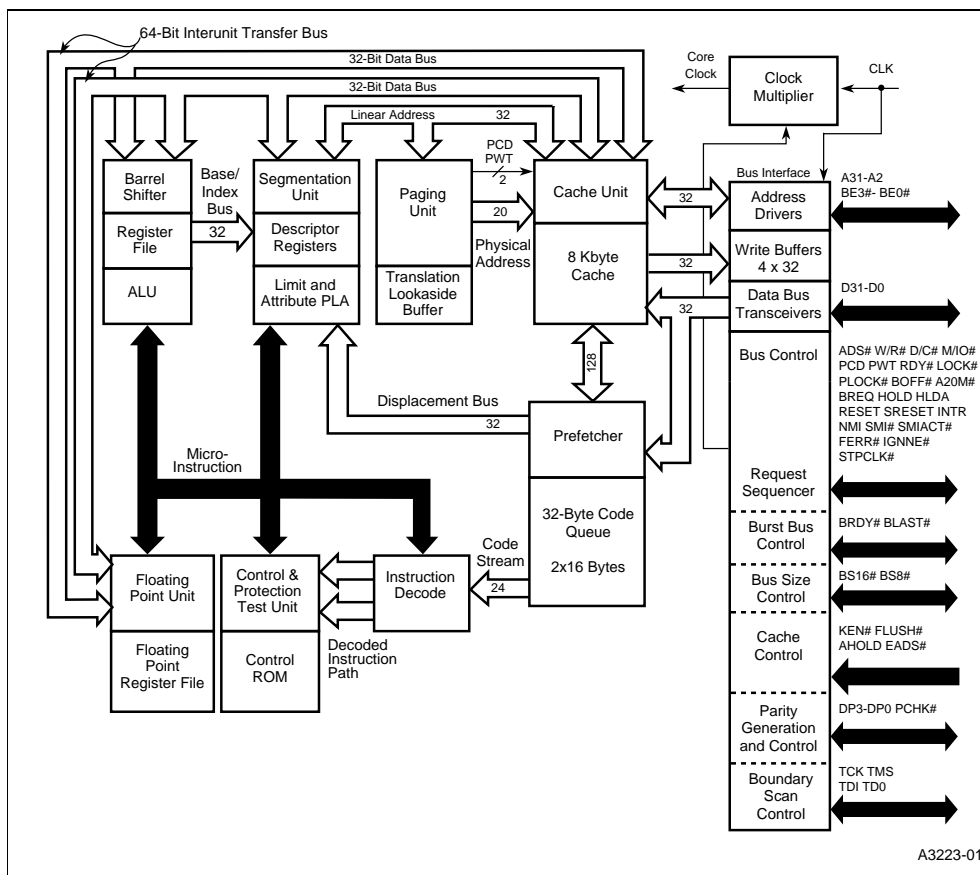 64-Bit Interunit Transfer Bus
32-Bit Data Bus
32-Bit Data Bus
Linear Address
32
Core
Clock
Clock
Multiplier
CLK
PCD
PWT
2
Barrel
Shifter
Base/
Index
Bus
32
Register
File
ALU
Segmentation
Unit
Descriptor
Registers
Limit and
Attribute PLA
Paging
Unit
20
Physical
Address
Translation
Lookaside
Buffer
Cache Unit
8 Kbyte
Cache
32
32
32
128
Bus Interface
Address
Drivers
A31-A2
BE3#- BE0#
Write Buffers
4 x 32
Data Bus
Transceivers
D31-D0
Bus Control
ADS# W/R# D/C# M/IO#
PCD PWT RDY# LOCK#
PLOCK# BOFF# A20M#
BREQ HOLD HLDA
RESET SRESET INTR
NMI SMI# SMIACT#
FERR# IGNNE#
STPCLK#
Displacement Bus
32
Prefetcher
Micro-
Instruction
32-Byte Code
Queue
2x16 Bytes
Request
Sequencer
Burst Bus
Control
BRDY# BLAST#
Code
Stream
24
Floating
Point Unit
Floating
Point
Register File
Control &
Protection
Test Unit
Control
ROM
Instruction
Decode
Decoded
Instruction
Path
Bus Size
Control
BS16# BS8#
Cache
Control
KEN# FLUSH#
AHOLD EADS#
Parity
Generation
and Control
DP3-DP0 PCHK#
Boundary
Scan
Control
TCK TMS
TDI TD0
A3223-01